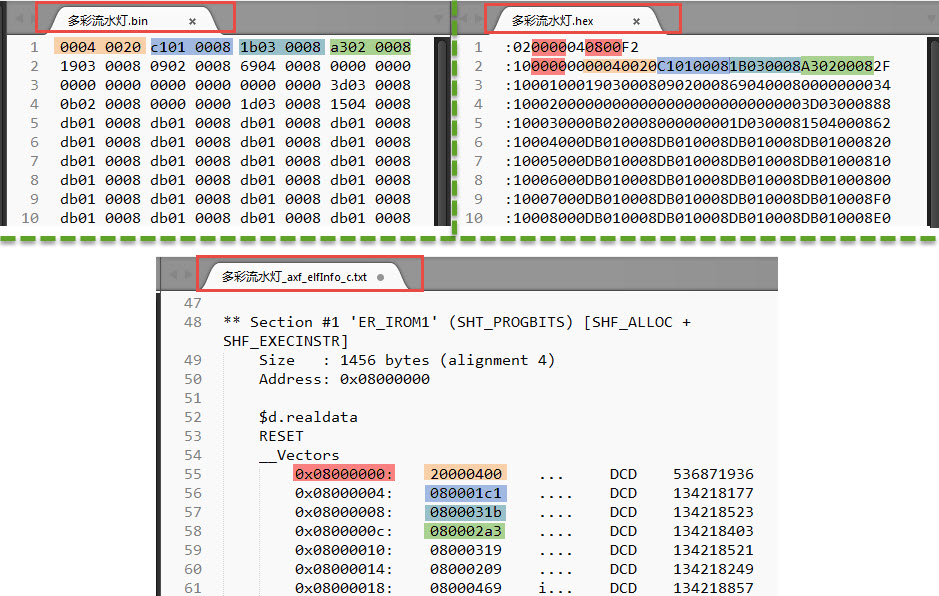 多彩流水灯.bin ×
1 0004 0020 c101 0008 1b03 0008 a302 0008
2 1903 0008 0902 0008 6904 0008 0000 0000
3 0000 0000 0000 0000 0000 0000 3d03 0008
4 0b02 0008 0000 0000 1d03 0008 1504 0008
5 db01 0008 db01 0008 db01 0008 db01 0008
6 db01 0008 db01 0008 db01 0008 db01 0008
7 db01 0008 db01 0008 db01 0008 db01 0008
8 db01 0008 db01 0008 db01 0008 db01 0008
9 db01 0008 db01 0008 db01 0008 db01 0008
10 db01 0008 db01 0008 db01 0008 db01 0008
多彩流水灯.hex ×
1 :020000040800F2
2 :1000000000040020C10100081B030008A30200082F
3 :100010001903000809020008690400080000000034
4 :100020000000000000000000000000003D03000888
5 :100030000B020008000000001D0300081504000862
6 :10004000DB010008DB010008DB010008DB01000820
7 :10005000DB010008DB010008DB010008DB01000810
8 :10006000DB010008DB010008DB010008DB01000800
9 :10007000DB010008DB010008DB010008DB010008F0
10 :10008000DB010008DB010008DB010008DB010008E0
多彩流水灯_axf_elfInfo_c.txt
47
48 ** Section #1 'ER_IROM1' (SHT_PROGBITS) [SHF_ALLOC +
SHF_EXECINSTR]
49 Size : 1456 bytes (alignment 4)
50 Address: 0x08000000
51
52 $d.realdata
53 RESET
54 __Vectors
55 0x08000000: 20000400 ... DCD 536871936
56 0x08000004: 080001c1 .... DCD 134218177
57 0x08000008: 0800031b .... DCD 134218523
58 0x0800000c: 080002a3 .... DCD 134218403
59 0x08000010: 08000319 .... DCD 134218521
60 0x08000014: 08000209 .... DCD 134218249
61 0x08000018: 08000469 i... DCD 134218857